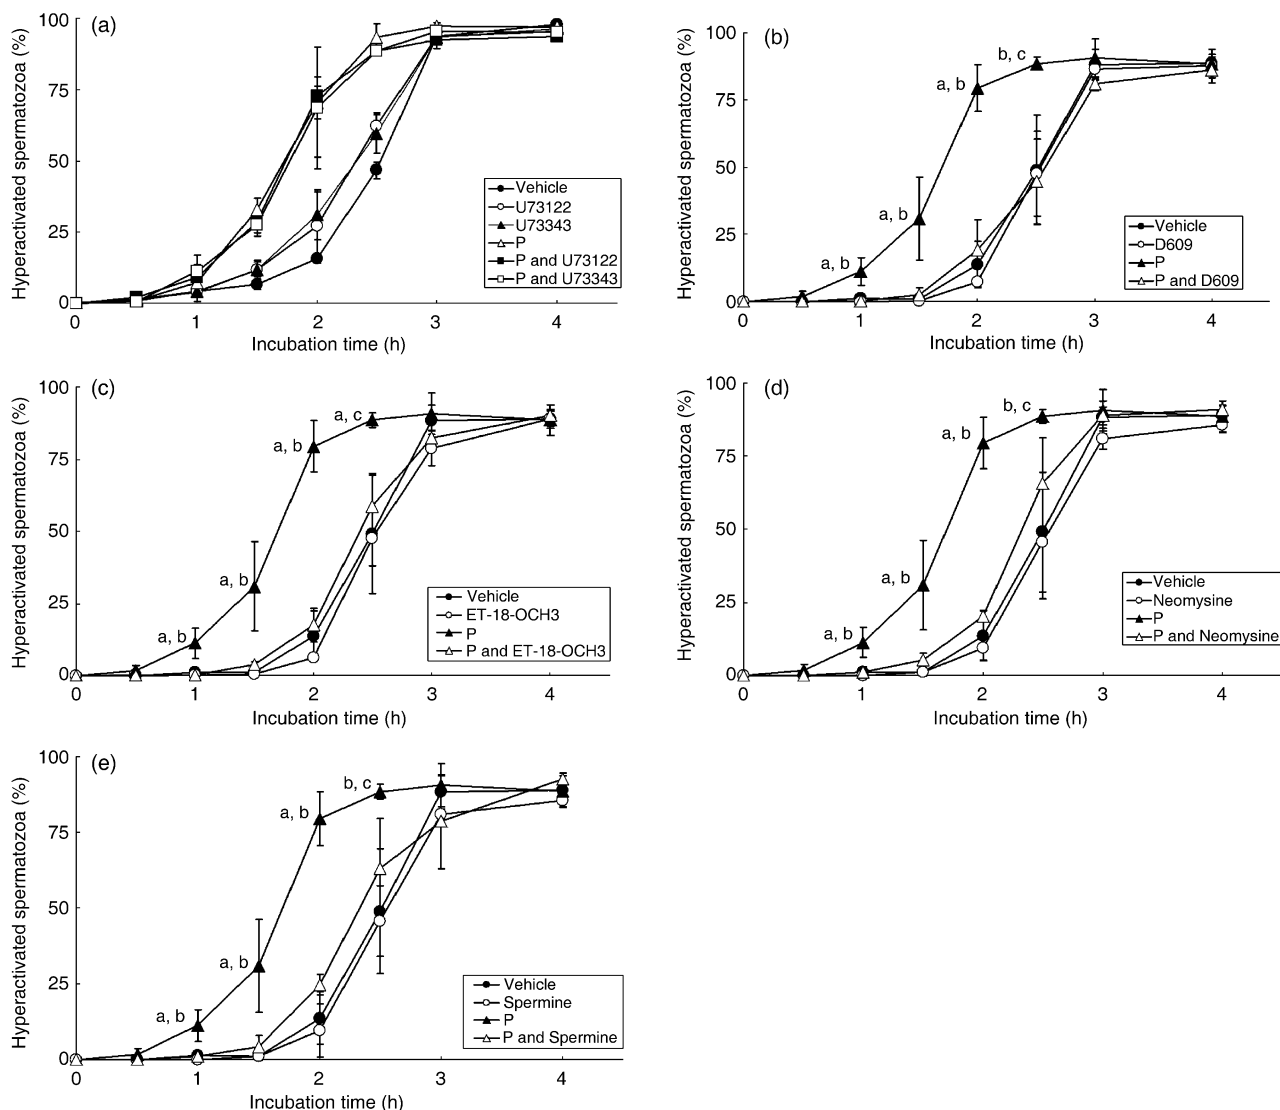 (a)
Hyperactivated spermatozoa (%)
100
75
50
25
0
0 1 2 3 4
Incubation time (h)
Vehicle
U73122
U73343
P
P and U73122
P and U73343
(b)
Hyperactivated spermatozoa (%)
100
75
50
25
0
a, b
a, b
a, b
b, c
0 1 2 3 4
Incubation time (h)
Vehicle
D609
P
P and D609
(c)
Hyperactivated spermatozoa (%)
100
75
50
25
0
a, b
a, b
a, b
a, c
0 1 2 3 4
Incubation time (h)
Vehicle
ET-18-OCH3
P
P and ET-18-OCH3
(d)
Hyperactivated spermatozoa (%)
100
75
50
25
0
a, b
a, b
a, b
b, c
0 1 2 3 4
Incubation time (h)
Vehicle
Neomysine
P
P and Neomysine
(e)
Hyperactivated spermatozoa (%)
100
75
50
25
0
a, b
a, b
a, b
b, c
0 1 2 3 4
Incubation time (h)
Vehicle
Spermine
P
P and Spermine